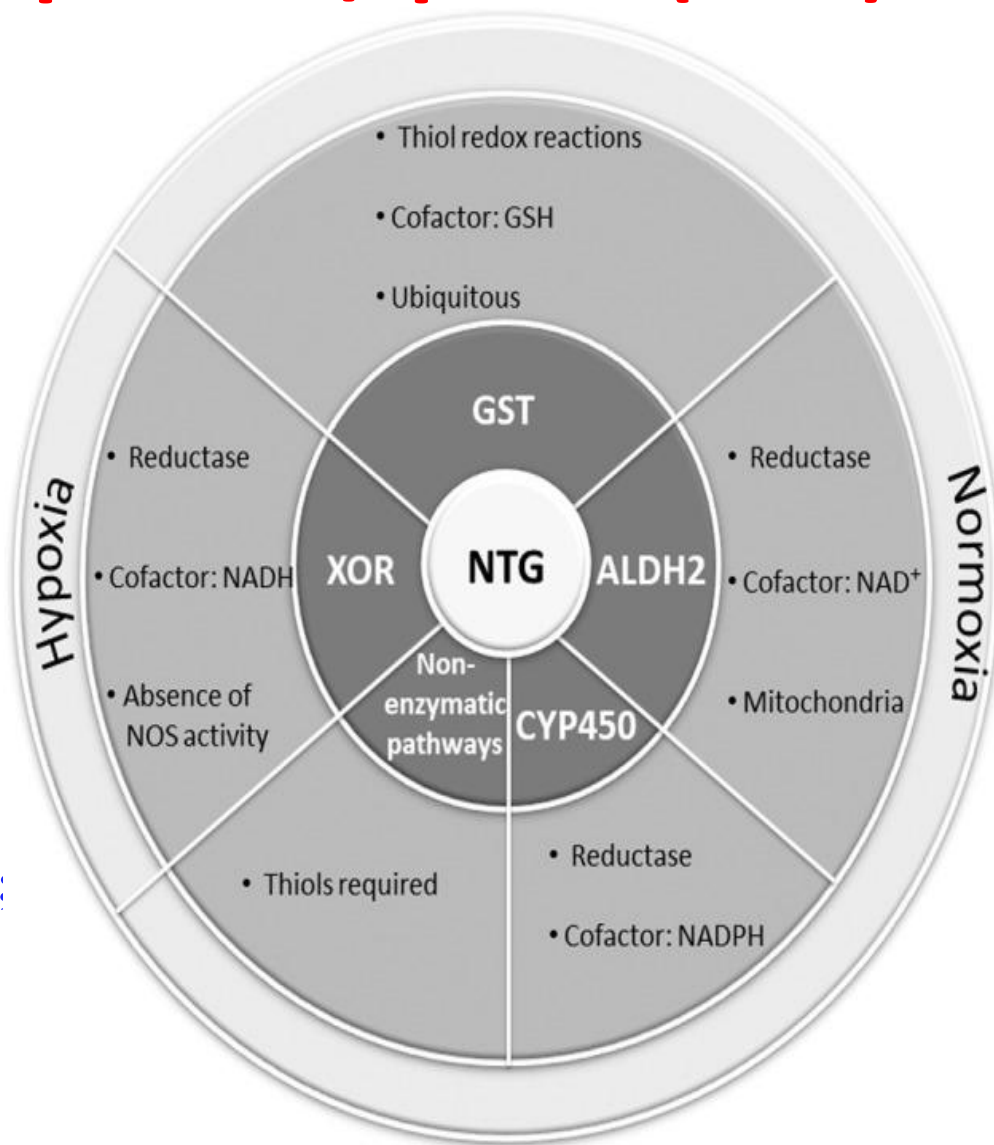 • Thiol redox reactions
• Cofactor: GSH
• Ubiquitous
GST
Hypoxia
• Reductase
• Cofactor: NADH
• Absence of
NOS activity
XOR
NTG
ALDH2
• Reductase
• Cofactor: NAD⁺
• Mitochondria
Normoxia
Non-
enzymatic
pathways
CYP450
• Thiols required
• Reductase
• Cofactor: NADPH